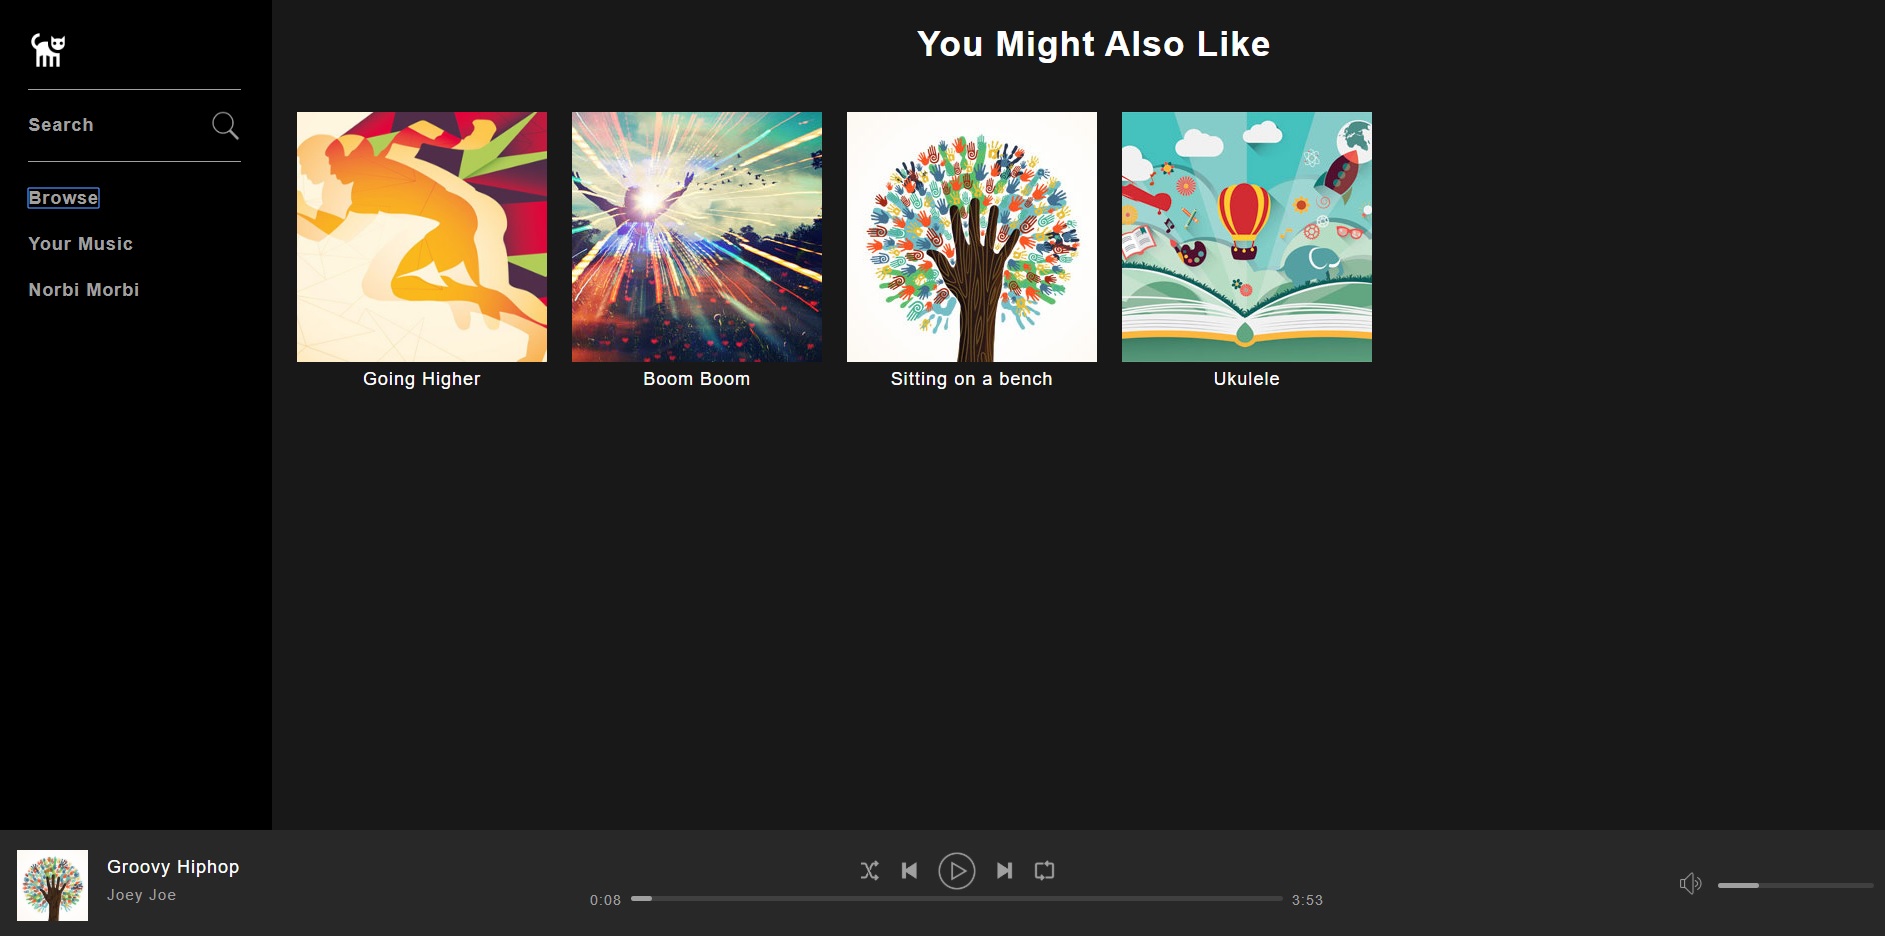 You Might Also Like
Search
Browse
Your Music
Norbi Morbi
Going Higher
Boom Boom
Sitting on a bench
Ukulele
Groovy Hiphop
Joey Joe
0:08
3:53